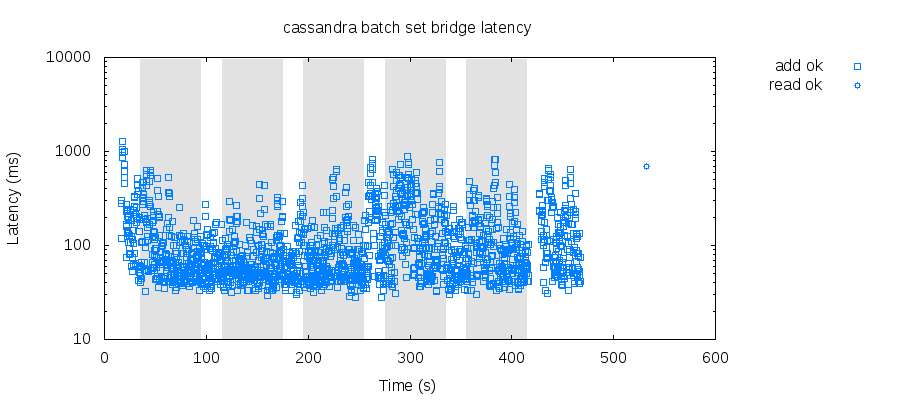 cassandra batch set bridge latency
add ok
read ok
Latency (ms)
10000
1000
100
10
0 100 200 300 400 500 600
Time (s)